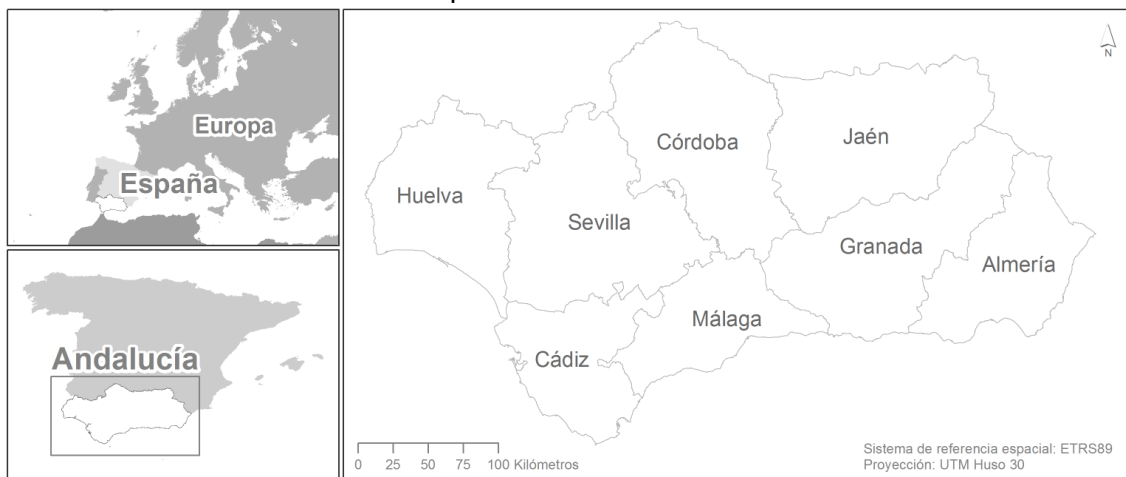 Europa
España
Andalucía
N
Córdoba
Jaén
Huelva
Sevilla
Granada
Almería
Málaga
Cádiz
0 25 50 75 100 Kilómetros
Sistema de referencia espacial: ETRS89
Proyección: UTM Huso 30